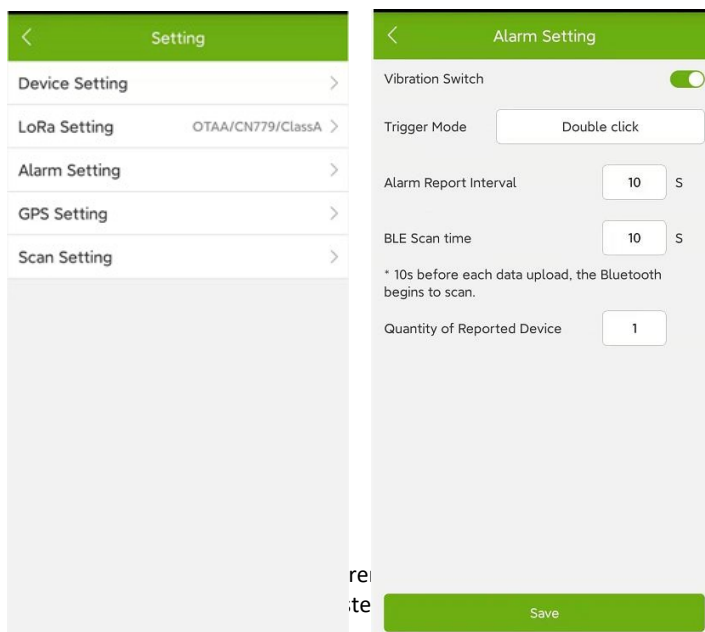 Setting
Device Setting
LoRa Setting OTAA/CN779/ClassA
Alarm Setting
GPS Setting
Scan Setting
Alarm Setting
Vibration Switch
Trigger Mode Double click
Alarm Report Interval 10 S
BLE Scan time 10 S
* 10s before each data upload, the Bluetooth
begins to scan.
Quantity of Reported Device 1
Save